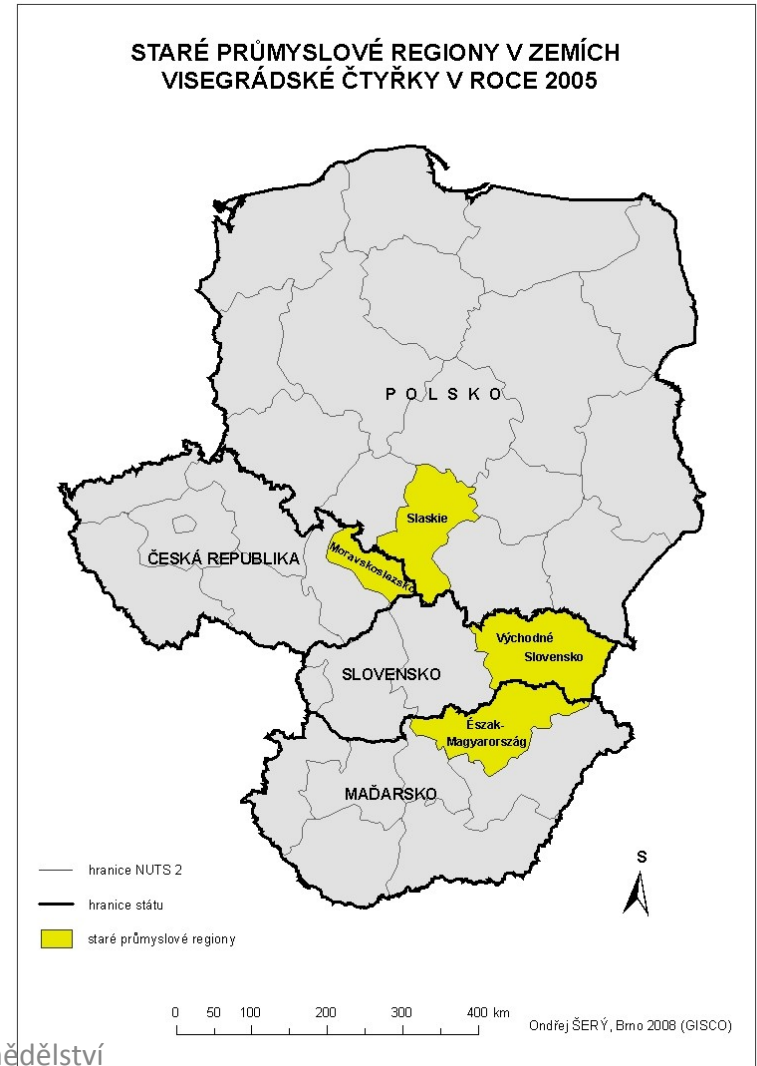 STARÉ PRŮMYSLOVÉ REGIONY V ZEMÍCH
VISEGRÁDSKÉ ČTYŘKY V ROCE 2005
POLSKO
Slaskie
ČESKÁ REPUBLIKA
Moravskoslezsko
Východné
Slovensko
SLOVENSKO
Észak-
Magyarország
MAĎARSKO
S
hranice NUTS 2
hranice státu
staré průmyslové regiony
0 50 100 200 300 400 km
Ondřej ŠERÝ, Brno 2008 (GISCO)
nědělství